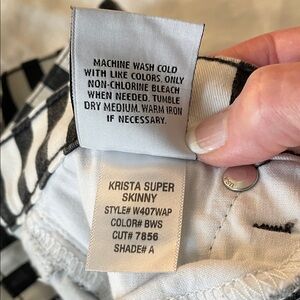 MACHINE WASH COLD
WITH LIKE COLORS. ONLY
NON-CHLORINE BLEACH
WHEN NEEDED. TUMBLE
DRY MEDIUM. WARM IRON
IF NECESSARY.
KRISTA SUPER
SKINNY
STYLE# W407WAP
COLOR# BWS
CUT# 7856
SHADE# A